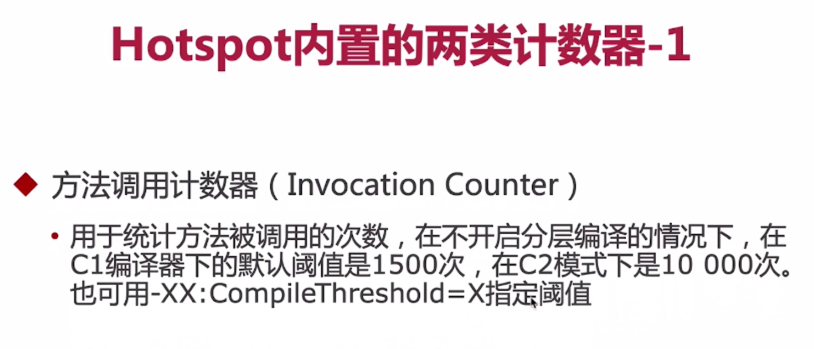 Hotspot内置的两类计数器-1
◆ 方法调用计数器（Invocation Counter）
• 用于统计方法被调用的次数，在不开启分层编译的情况下，在
C1编译器下的默认阈值是1500次，在C2模式下是10 000次。
也可用-XX:CompileThreshold=X指定阈值